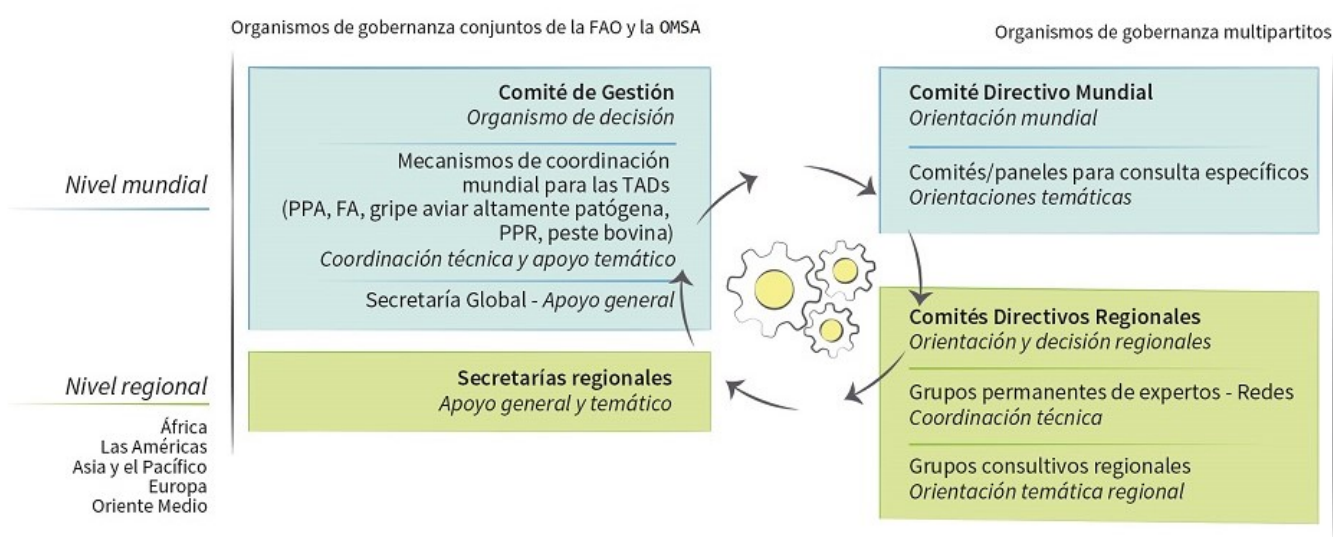 Organismos de gobernanza conjuntos de la FAO y la OMSA
Organismos de gobernanza multipartitos
Nivel mundial
Comité de Gestión
Organismo de decisión
Mecanismos de coordinación
mundial para las TADs
(PPA, FA, gripe aviar altamente patógena,
PPR, peste bovina)
Coordinación técnica y apoyo temático
Secretaría Global - Apoyo general
Comité Directivo Mundial
Orientación mundial
Comités/paneles para consulta específicos
Orientaciones temáticas
Nivel regional
África
Las Américas
Asia y el Pacífico
Europa
Oriente Medio
Secretarías regionales
Apoyo general y temático
Comités Directivos Regionales
Orientación y decisión regionales
Grupos permanentes de expertos - Redes
Coordinación técnica
Grupos consultivos regionales
Orientación temática regional